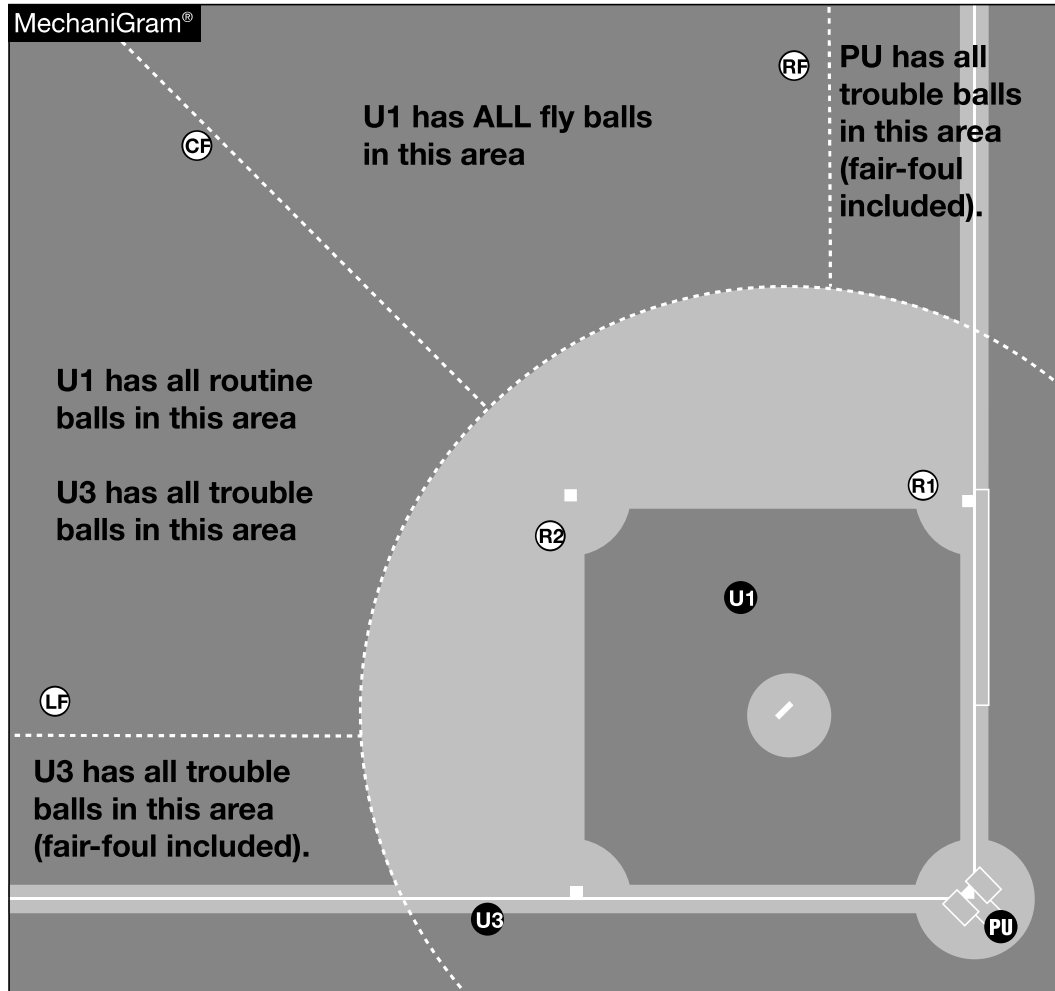 MechaniGram®
RF
PU has all
trouble balls
in this area
(fair-foul
included).
U1 has ALL fly balls
in this area
CF
U1 has all routine
balls in this area
U3 has all trouble
balls in this area
R1
R2
U1
LF
U3 has all trouble
balls in this area
(fair-foul included).
U3
PU